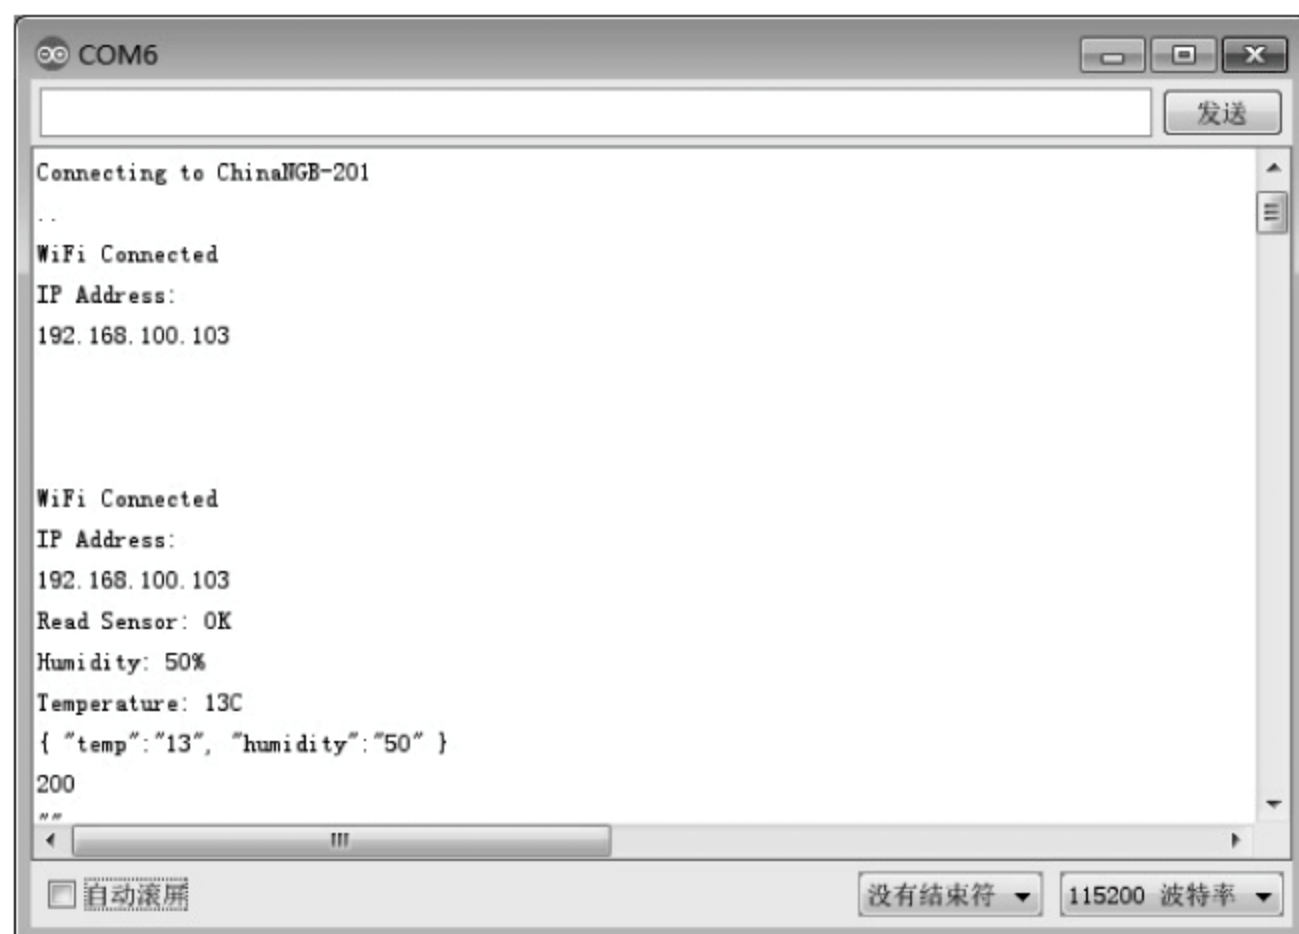 COM6
发送
Connecting to ChinaNGB-201
..
WiFi Connected
IP Address:
192.168.100.103
WiFi Connected
IP Address:
192.168.100.103
Read Sensor: OK
Humidity: 50%
Temperature: 13C
{ "temp":"13", "humidity":"50" }
200
""
自动滚屏
没有结束符
115200 波特率